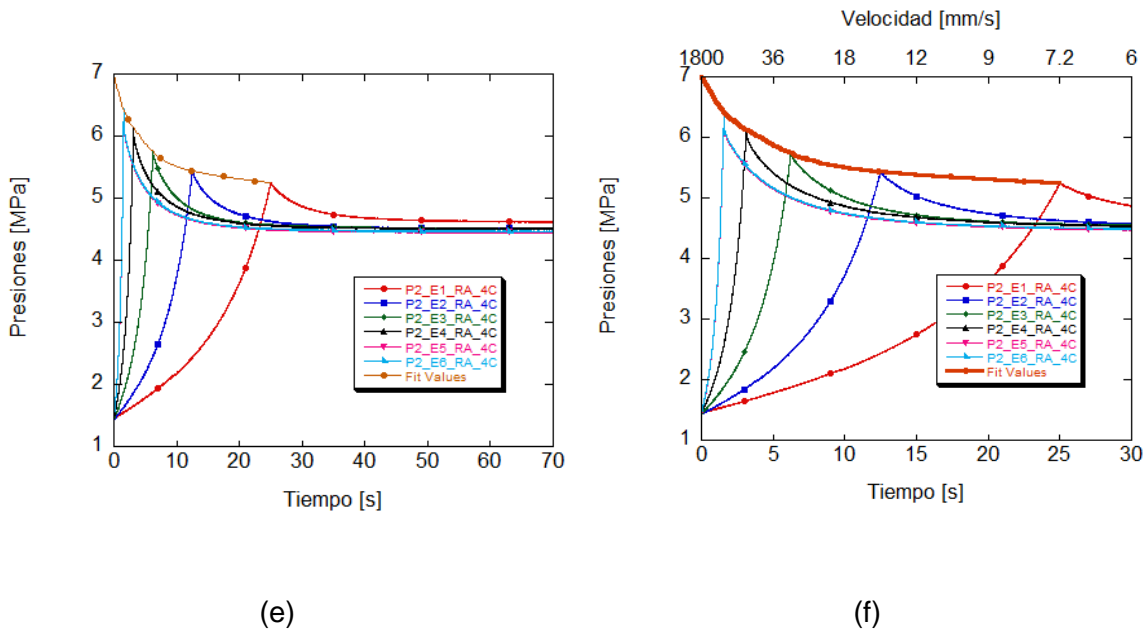 Presiones [MPa]
7
6
5
4
3
2
1
P2_E1_RA_4C
P2_E2_RA_4C
P2_E3_RA_4C
P2_E4_RA_4C
P2_E5_RA_4C
P2_E6_RA_4C
Fit Values
0 10 20 30 40 50 60 70
Tiempo [s]
(e)
Velocidad [mm/s]
1800 36 18 12 9 7.2 6
Presiones [MPa]
7
6
5
4
3
2
1
P2_E1_RA_4C
P2_E2_RA_4C
P2_E3_RA_4C
P2_E4_RA_4C
P2_E5_RA_4C
P2_E6_RA_4C
Fit Values
0 5 10 15 20 25 30
Tiempo [s]
(f)